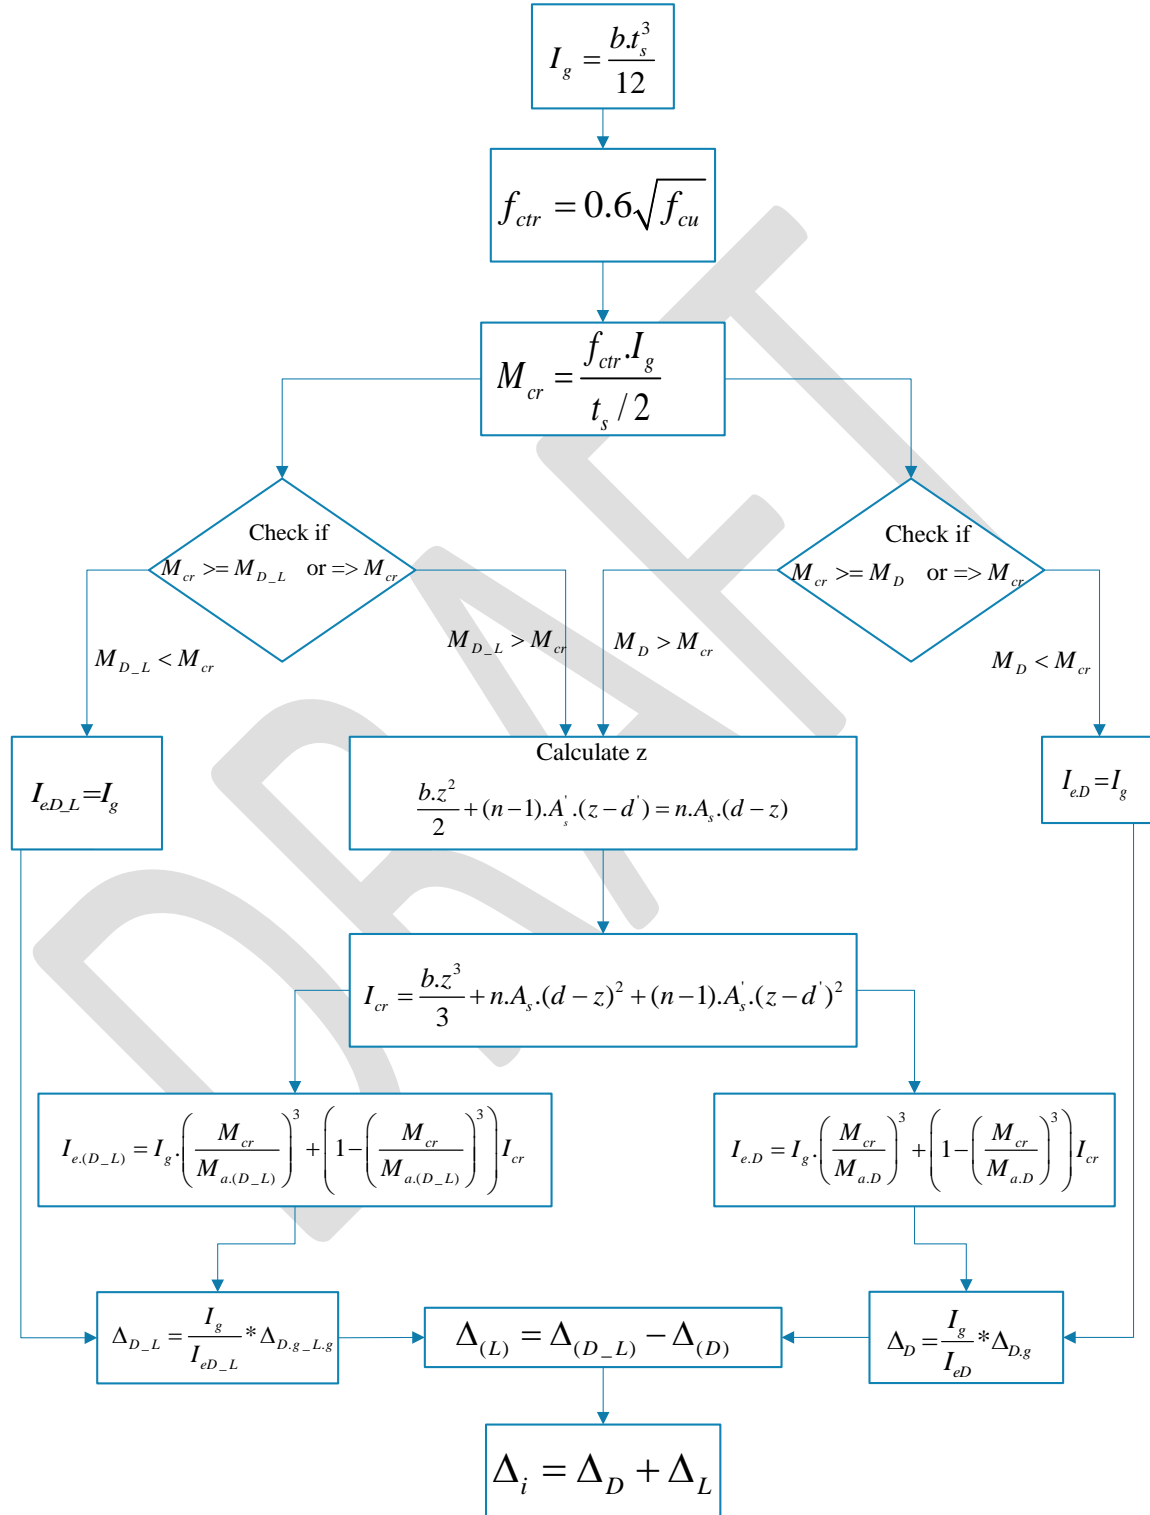 I_g = b.t_s^3 / 12
f_ctr = 0.6√f_cu
M_cr = f_ctr.I_g / t_s / 2
Check if
M_cr >= M_D_L or => M_cr
Check if
M_cr >= M_D or => M_cr
M_D_L < M_cr
M_D_L > M_cr
M_D > M_cr
M_D < M_cr
I_eD_L = I_g
Calculate z
b.z^2 / 2 + (n-1).A_s^'.(z-d^') = n.A_s.(d-z)
I_e.D = I_g
I_cr = b.z^3 / 3 + n.A_s.(d-z)^2 + (n-1).A_s^'.(z-d^')^2
I_e.(D_L) = I_g.(M_cr / M_a.(D_L))^3 + (1-(M_cr / M_a.(D_L))^3) I_cr
I_e.D = I_g.(M_cr / M_a.D)^3 + (1-(M_cr / M_a.D)^3) I_cr
Δ_D_L = I_g / I_eD_L * Δ_D.g_L.g
Δ_(L) = Δ_(D_L) - Δ_(D)
Δ_D = I_g / I_eD * Δ_D.g
Δ_i = Δ_D + Δ_L
DRAFT